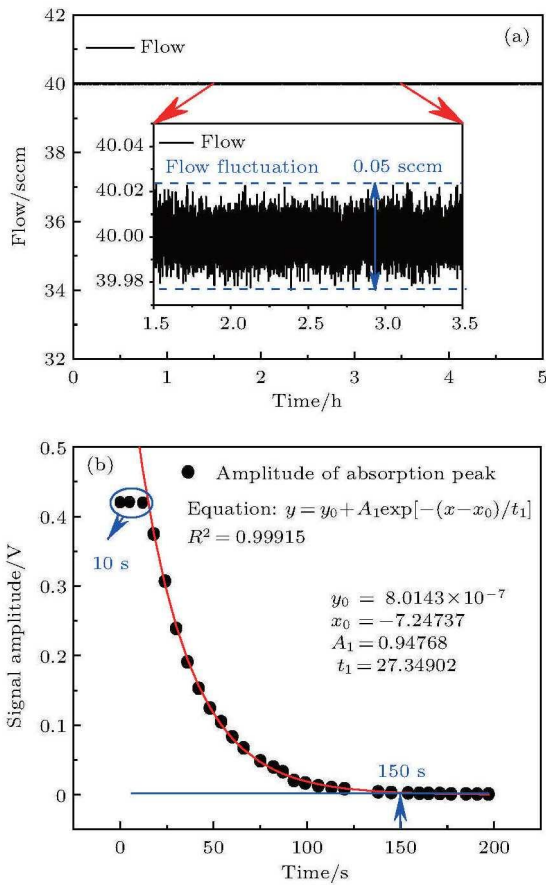 42
40
38
36
34
32
Flow/sccm
Flow
(a)
40.04
40.02
40.00
39.98
Flow
Flow fluctuation 0.05 sccm
1.5 2.0 2.5 3.0 3.5
0 1 2 3 4 5
Time/h
0.5
0.4
0.3
0.2
0.1
0
Signal amplitude/V
(b)
Amplitude of absorption peak
Equation: y = y₀ + A₁exp[−(x−x₀)/t₁]
R² = 0.99915
10 s
y₀ = 8.0143×10⁻⁷
x₀ = −7.24737
A₁ = 0.94768
t₁ = 27.34902
150 s
0 50 100 150 200
Time/s